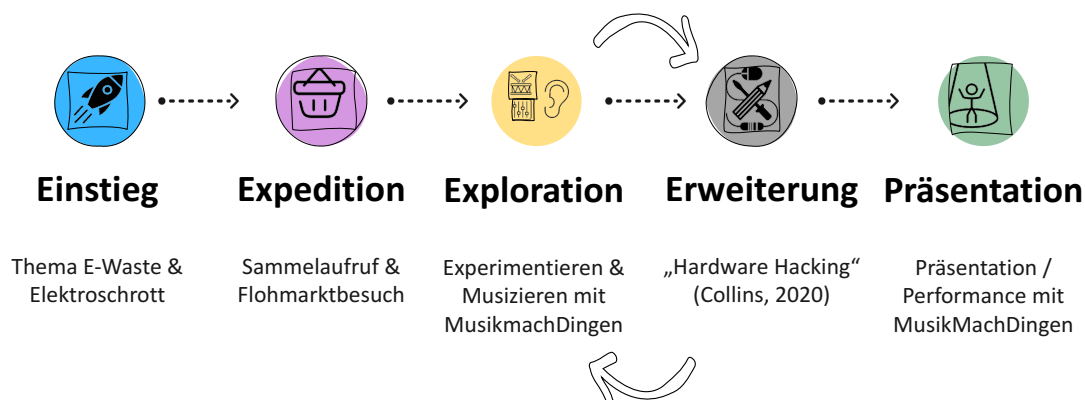 Einstieg
Expedition
Exploration
Erweiterung
Präsentation
Thema E-Waste &
Elektroschrott
Sammelaufruf &
Flohmarktbesuch
Experimentieren &
Musizieren mit
MusikmachDingen
„Hardware Hacking“
(Collins, 2020)
Präsentation /
Performance mit
MusikMachDingen